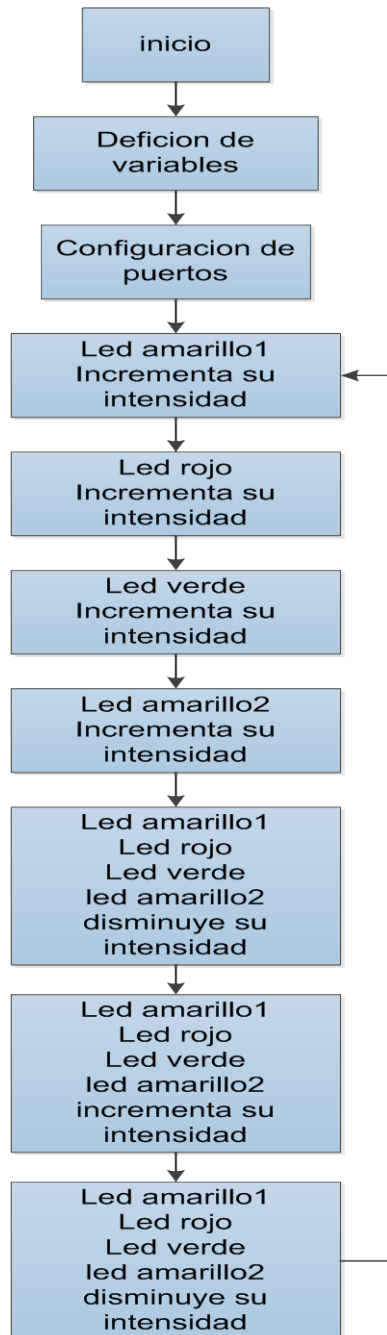 inicio
Deficion de
variables
Configuracion de
puertos
Led amarillo1
Incrementa su
intensidad
Led rojo
Incrementa su
intensidad
Led verde
Incrementa su
intensidad
Led amarillo2
Incrementa su
intensidad
Led amarillo1
Led rojo
Led verde
led amarillo2
disminuye su
intensidad
Led amarillo1
Led rojo
Led verde
led amarillo2
incrementa su
intensidad
Led amarillo1
Led rojo
Led verde
led amarillo2
disminuye su
intensidad